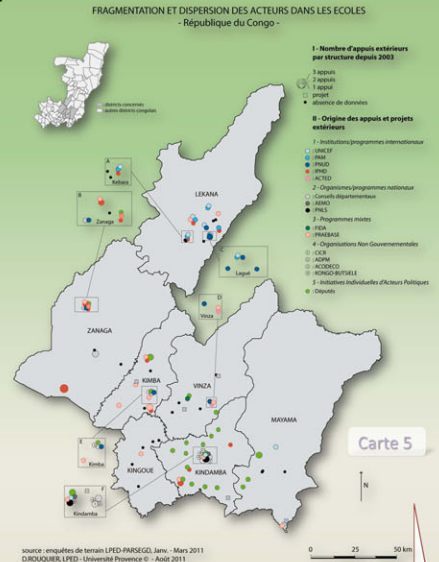 FRAGMENTATION ET DISPERSION DES ACTEURS DANS LES ECOLES
- République du Congo -
I - Nombre d'appuis extérieurs
par structure depuis 2003
3 appuis
2 appuis
1 appui
projet
absence de données
II - Origine des appuis et projets
extérieurs
1 - Institutions/programmes internationaux
: UNICEF
: PAM
: PNUD
: IPHD
: ACTED
2 - Organismes/programmes nationaux
: Conseils départementaux
: AEMO
: PNLS
3 - Programmes mixtes
: FIDA
: PRAEBASE
4 - Organisations Non Gouvernementales
: CICR
: ADPM
: ACODECO
: KONGO-BUTSIELE
5 - Initiatives Individuelles d'Acteurs Politiques
: Députés
: districts concernés
: autres districts congolais
A
Kebara
B
Zanaga
LEKANA
Lagué
D
Vinza
ZANAGA
KIMBA
VINZA
MAYAMA
E
Kimba
KINGOUE
KINDAMBA
F
Kindamba
Carte 5
N
0 25 50 km
source : enquêtes de terrain LPED-PARSEGD, Janv. - Mars 2011
D.ROUQUIER, LPED - Université Provence © - Août 2011